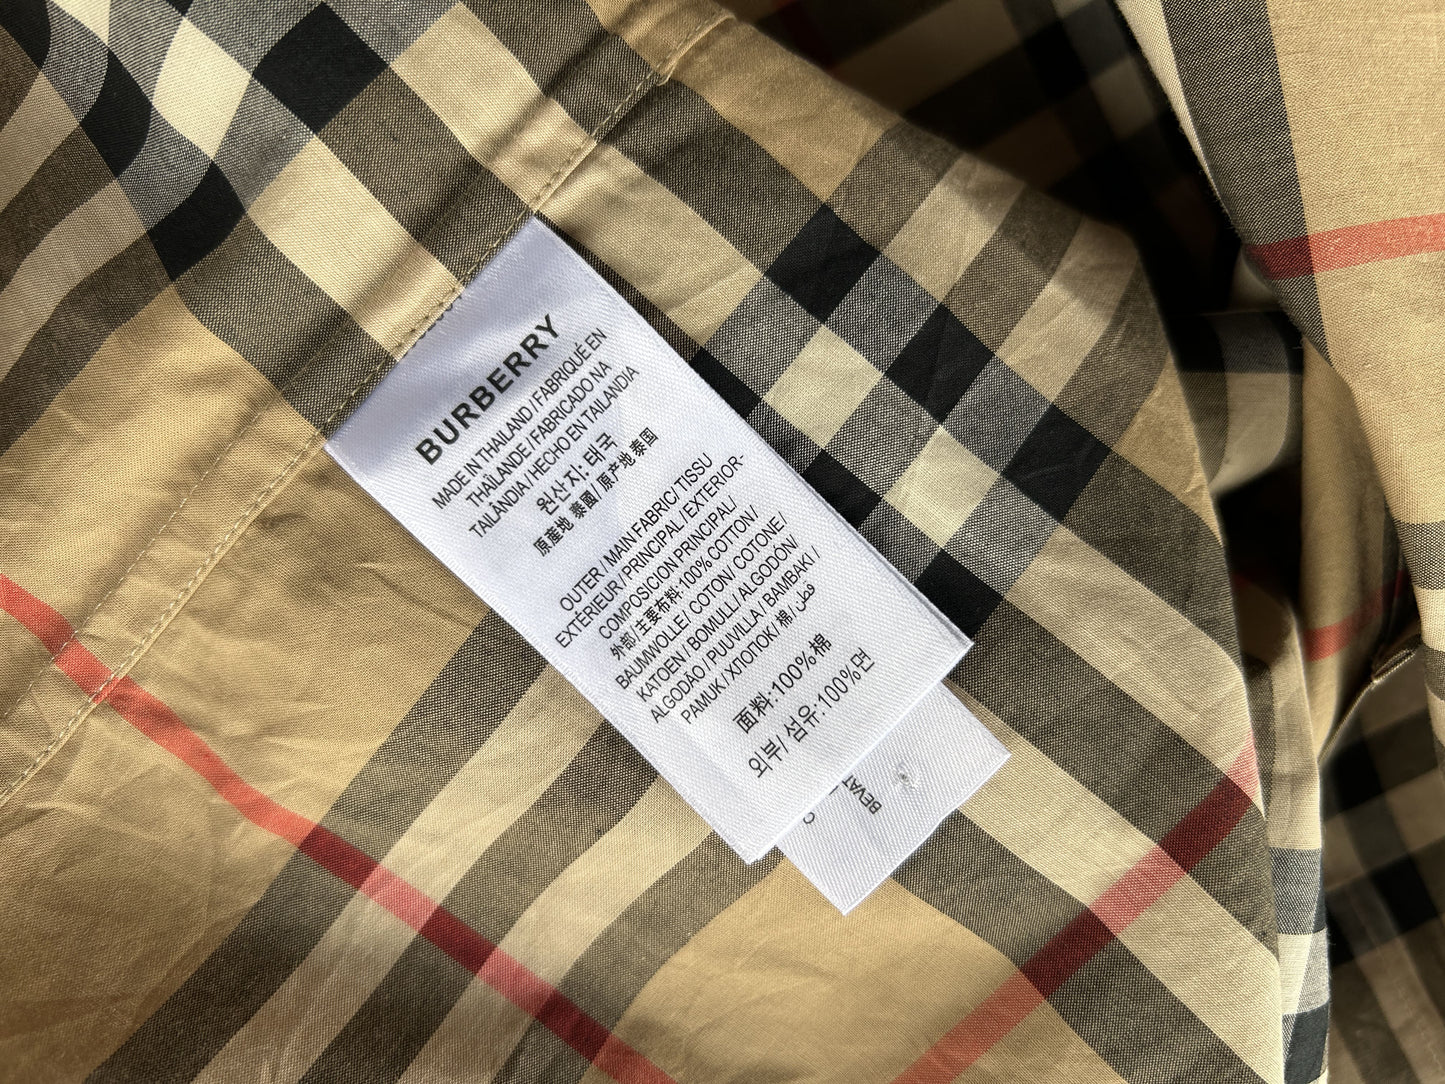 BURBERRY
MADE IN THAILAND / FABRIQUÉ EN
THAÏLANDE / FABRICADO NA
TAILÂNDIA / HECHO EN TAILANDIA
원산지: 태국
原產地 泰國 / 原产地 泰国
OUTER / MAIN FABRIC / TISSU
EXTÉRIEUR / PRINCIPAL / EXTERIOR-
COMPOSICION PRINCIPAL /
外部 / 主要布料: 100% COTTON /
BAUMWOLLE / COTON / COTONE /
KATOEN / BOMULL / ALGODÓN /
ALGODÃO / PUUVILLA / BAMBAKI /
PAMUK / ΧΠΟΠΟΚ / 棉 / قطن /
面料: 100% 棉
외부/ 섬유: 100% 면
BEVAT